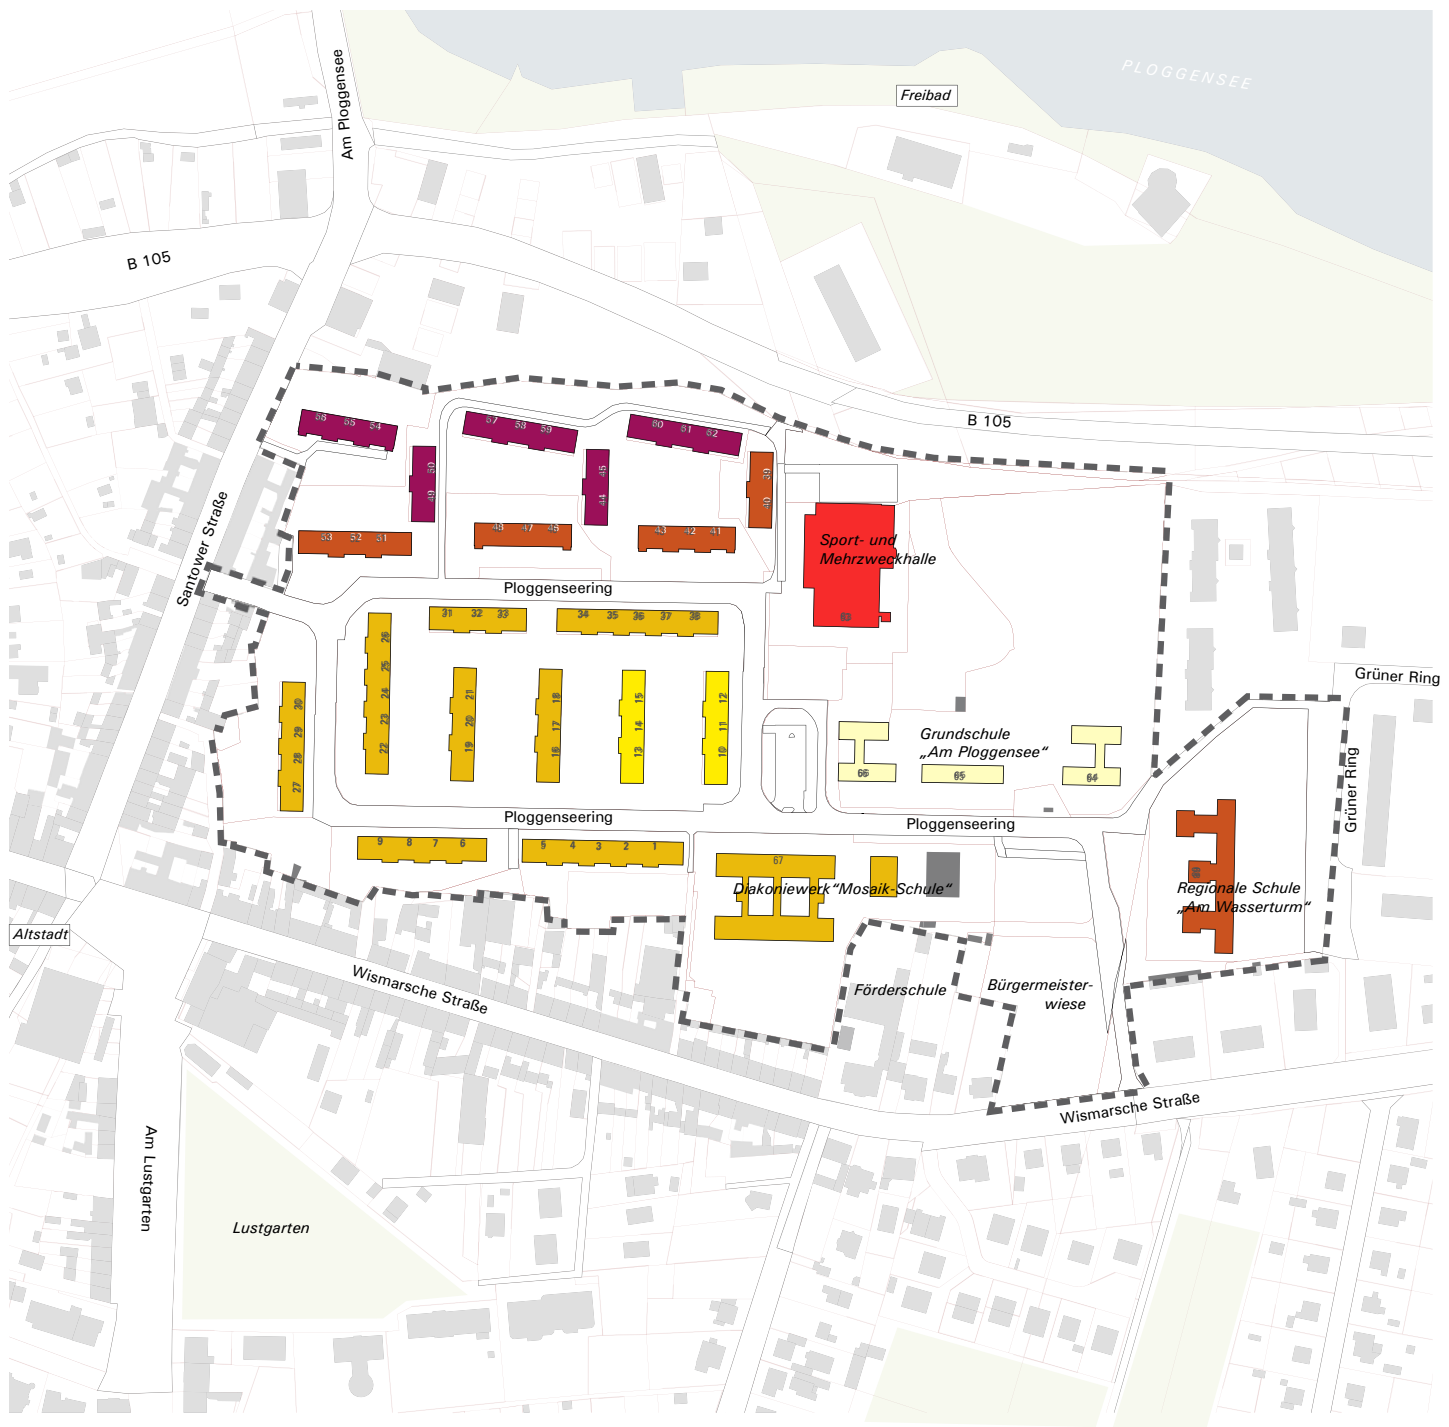 Am Ploggensee
PLOGGENSEE
Freibad
B 105
B 105
56 55 54
57 58 59
60 61 62
50
49
45
44
39
40
53 52 51
48 47 46
43 42 41
Santower Straße
Sport- und
Mehrzweckhalle
63
Ploggenseering
31 32 33
34 35 36 37 38
26
25
24
23
22
30
29
28
27
21
20
19
18
17
16
15
14
13
12
11
10
Grüner Ring
Grüner Ring
Grundschule
„Am Ploggensee“
66
65
64
Ploggenseering
Ploggenseering
9 8 7 6
5 4 3 2 1
67
Diakoniewerk“Mosaik-Schule“
69
Regionale Schule
„Am Wasserturm“
Altstadt
Wismarsche Straße
Förderschule
Bürgermeister-
wiese
Wismarsche Straße
Am Lustgarten
Lustgarten